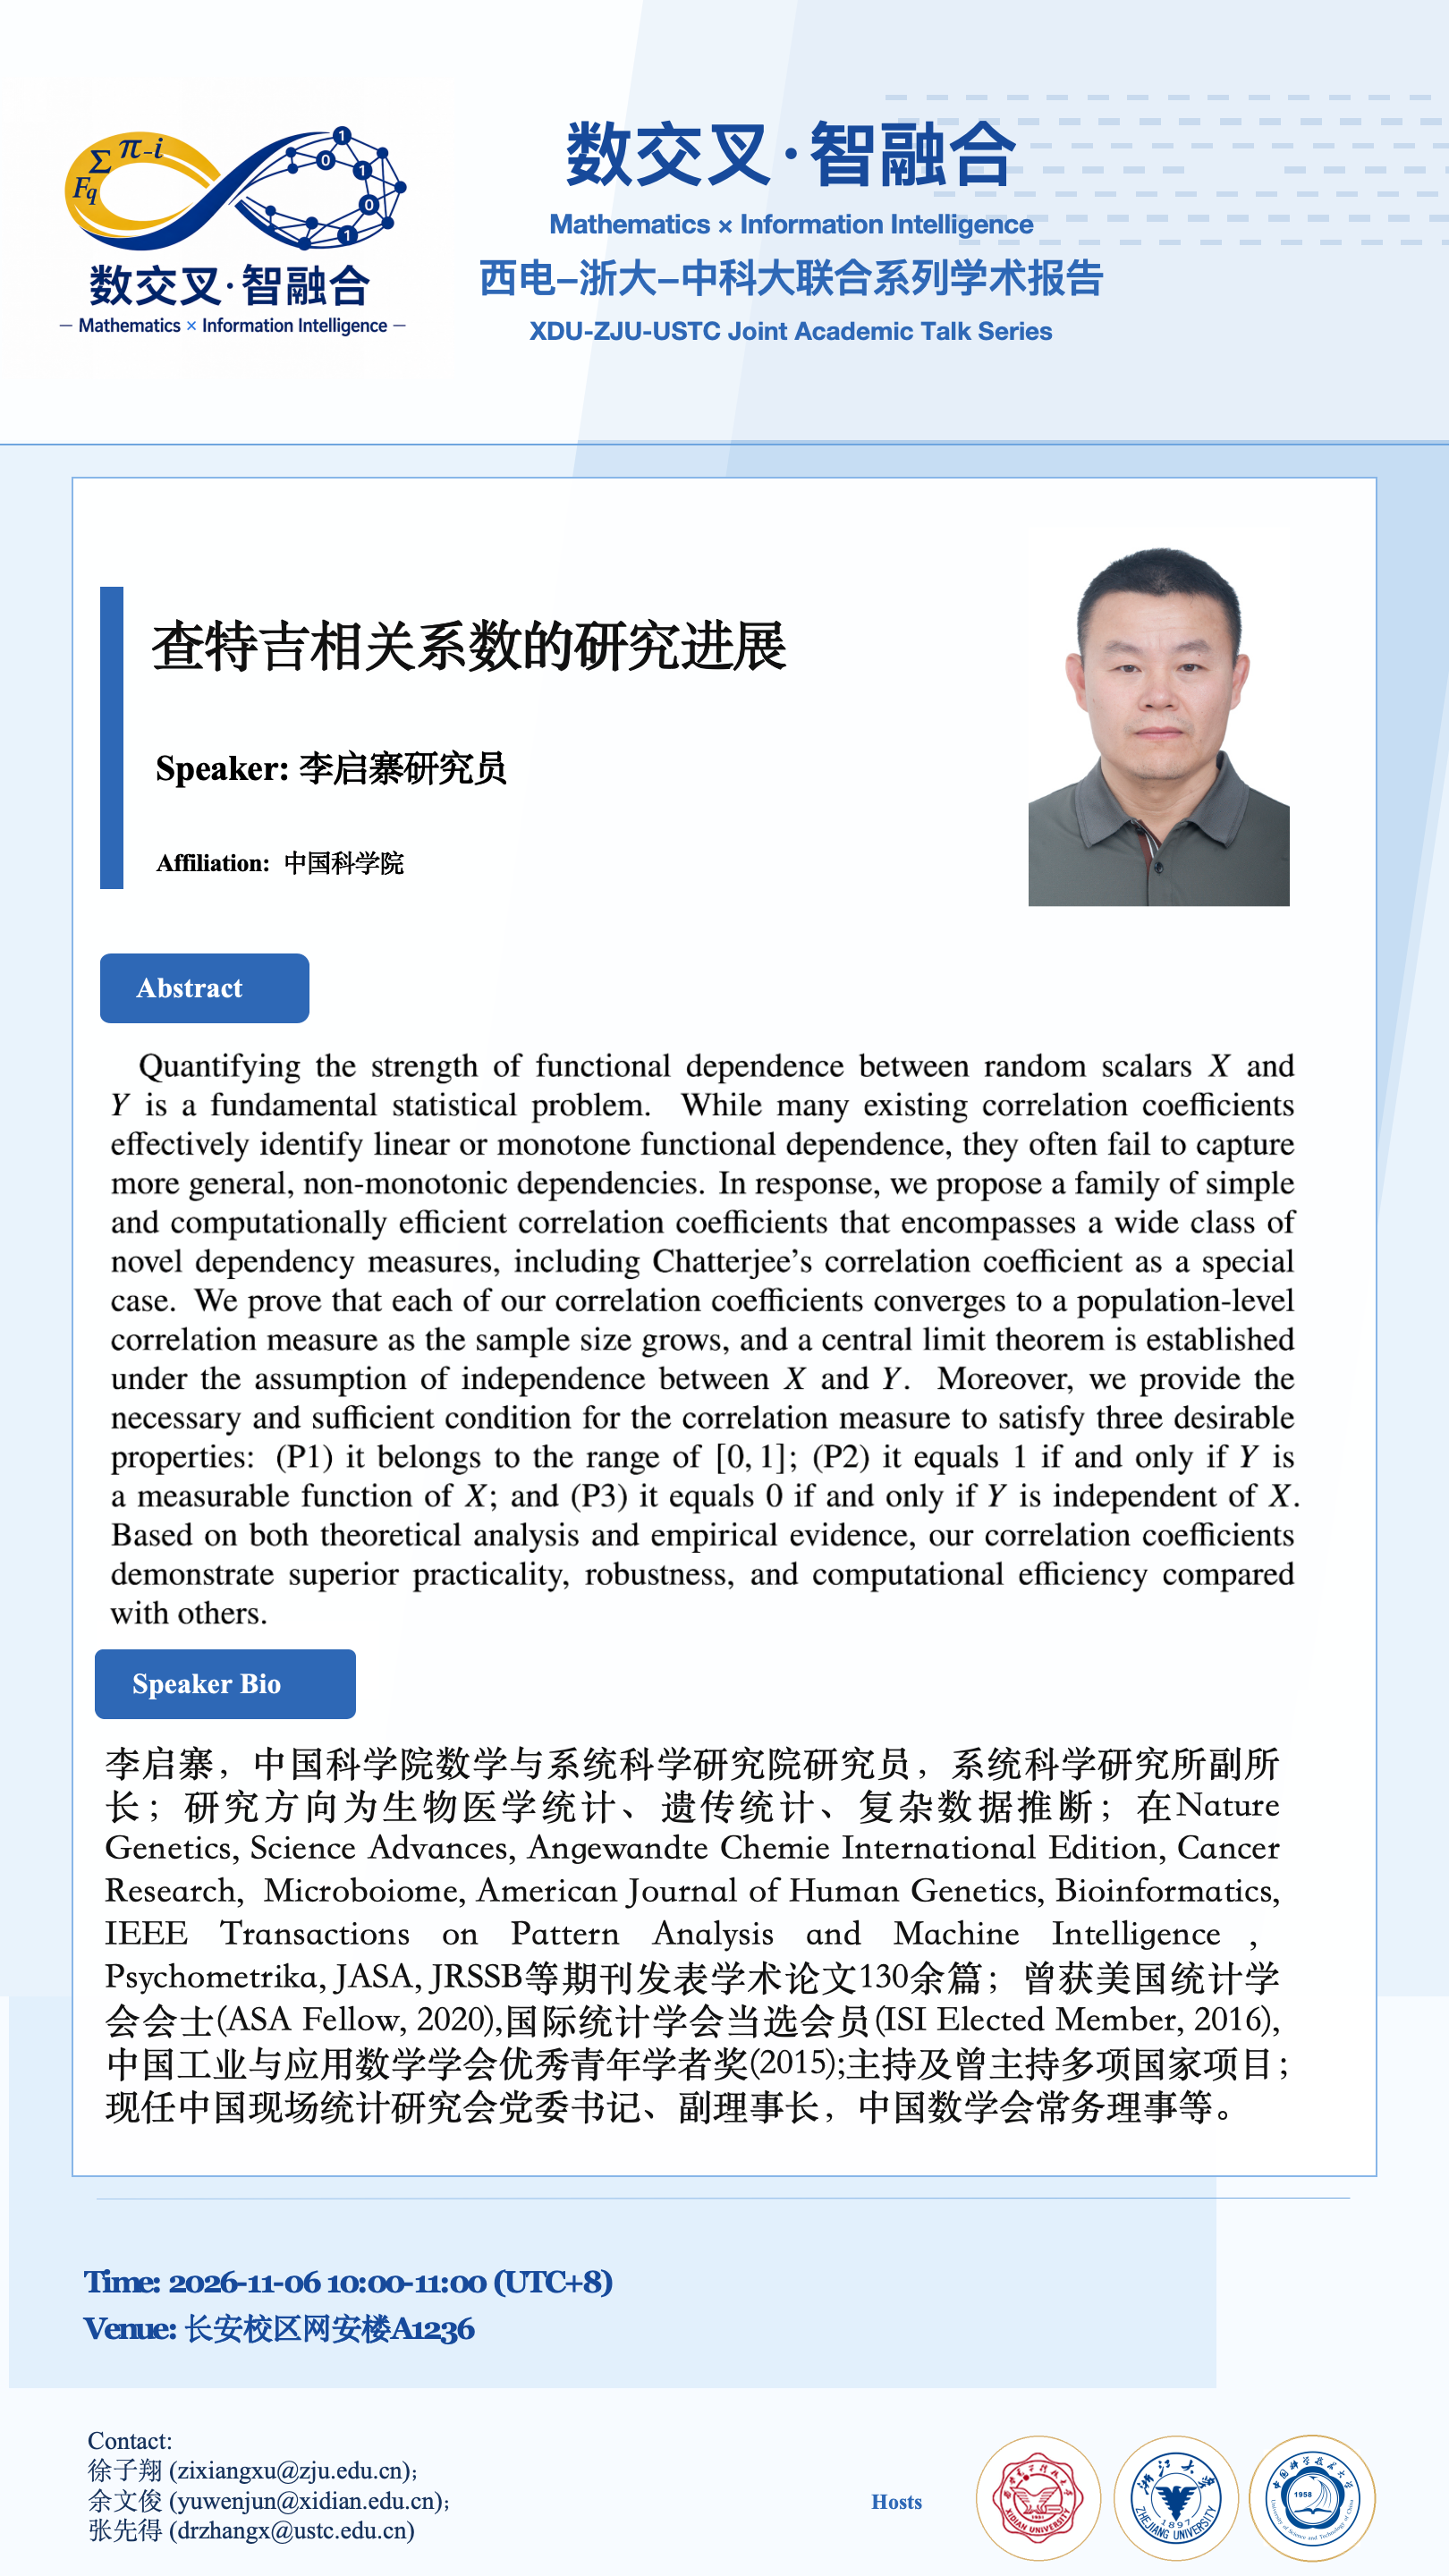 Σ π-i
Fq
1
0
1
0
1
数交叉·智融合
— Mathematics × Information Intelligence —
数交叉·智融合
Mathematics × Information Intelligence
西电–浙大–中科大联合系列学术报告
XDU-ZJU-USTC Joint Academic Talk Series
查特吉相关系数的研究进展
Speaker: 李启寨研究员
Affiliation: 中国科学院
Abstract
Quantifying the strength of functional dependence between random scalars X and
Y is a fundamental statistical problem. While many existing correlation coefficients
effectively identify linear or monotone functional dependence, they often fail to capture
more general, non-monotonic dependencies. In response, we propose a family of simple
and computationally efficient correlation coefficients that encompasses a wide class of
novel dependency measures, including Chatterjee's correlation coefficient as a special
case. We prove that each of our correlation coefficients converges to a population-level
correlation measure as the sample size grows, and a central limit theorem is established
under the assumption of independence between X and Y. Moreover, we provide the
necessary and sufficient condition for the correlation measure to satisfy three desirable
properties: (P1) it belongs to the range of [0, 1]; (P2) it equals 1 if and only if Y is
a measurable function of X; and (P3) it equals 0 if and only if Y is independent of X.
Based on both theoretical analysis and empirical evidence, our correlation coefficients
demonstrate superior practicality, robustness, and computational efficiency compared
with others.
Speaker Bio
李启寨，中国科学院数学与系统科学研究院研究员，系统科学研究所副所
长；研究方向为生物医学统计、遗传统计、复杂数据推断；在Nature
Genetics, Science Advances, Angewandte Chemie International Edition, Cancer
Research, Microboiome, American Journal of Human Genetics, Bioinformatics,
IEEE Transactions on Pattern Analysis and Machine Intelligence ,
Psychometrika, JASA, JRSSB等期刊发表学术论文130余篇；曾获美国统计学
会会士(ASA Fellow, 2020),国际统计学会当选会员(ISI Elected Member, 2016),
中国工业与应用数学学会优秀青年学者奖(2015);主持及曾主持多项国家项目；
现任中国现场统计研究会党委书记、副理事长，中国数学会常务理事等。
Time: 2026-11-06 10:00-11:00 (UTC+8)
Venue: 长安校区网安楼A1236
Contact:
徐子翔 (zixiangxu@zju.edu.cn);
余文俊 (yuwenjun@xidian.edu.cn);
张先得 (drzhangx@ustc.edu.cn)
Hosts
XIDIAN UNIVERSITY
浙江大学
1897
ZHEJIANG UNIVERSITY
中国科学技术大学
1958
University of Science and Technology of China